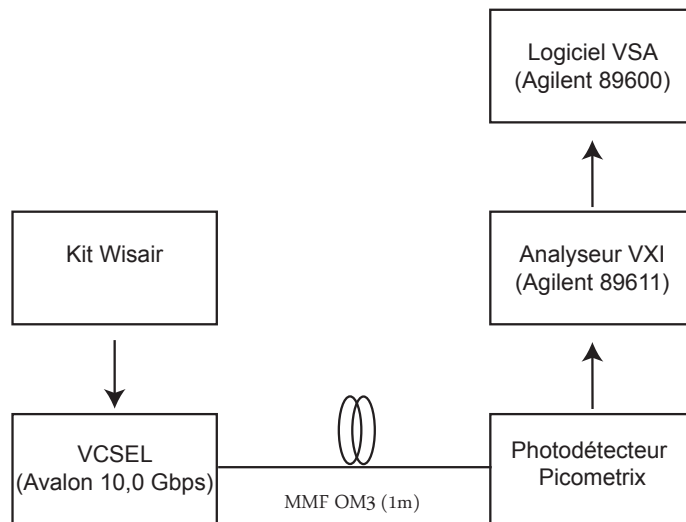 Logiciel VSA
(Agilent 89600)
Kit Wisair
Analyseur VXI
(Agilent 89611)
VCSEL
(Avalon 10,0 Gbps)
MMF OM3 (1m)
Photodétecteur
Picometrix